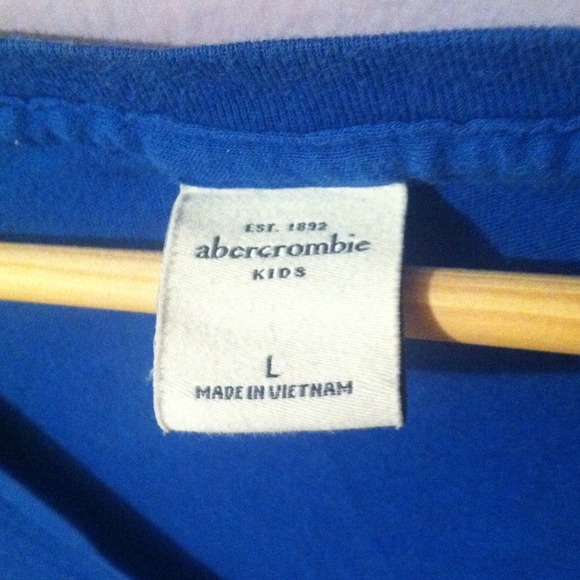 EST. 1892
abercrombie
KIDS
L
MADE IN VIETNAM